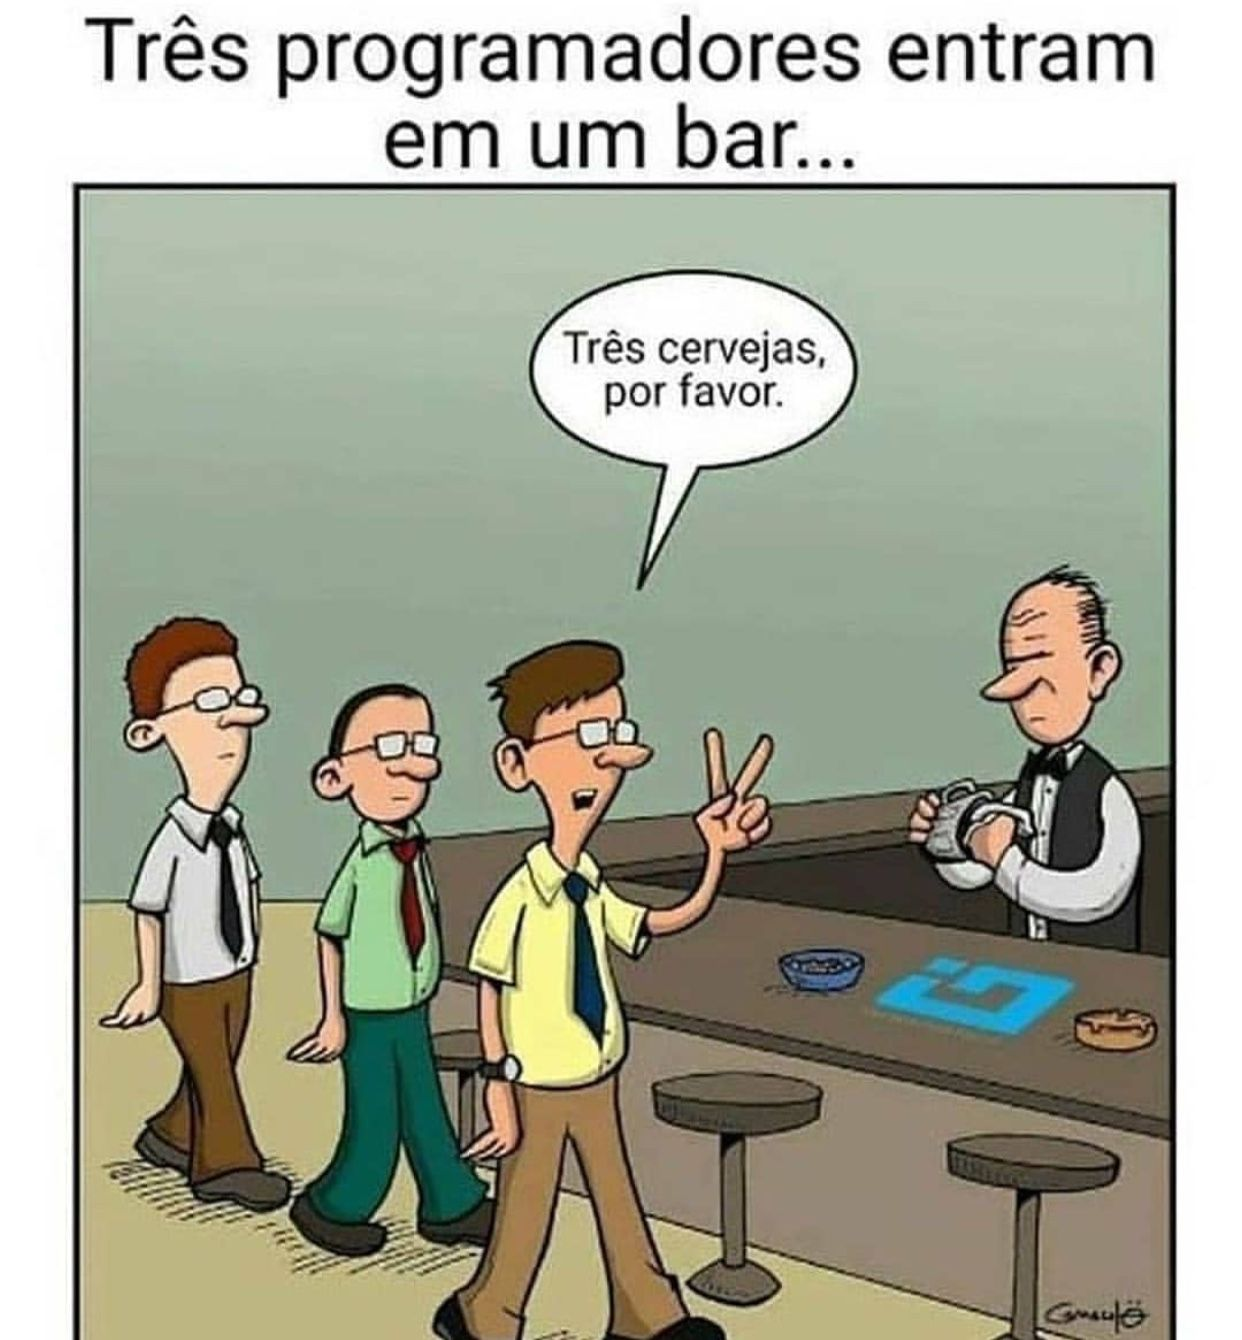 Três programadores entram
em um bar...
Três cervejas,
por favor.